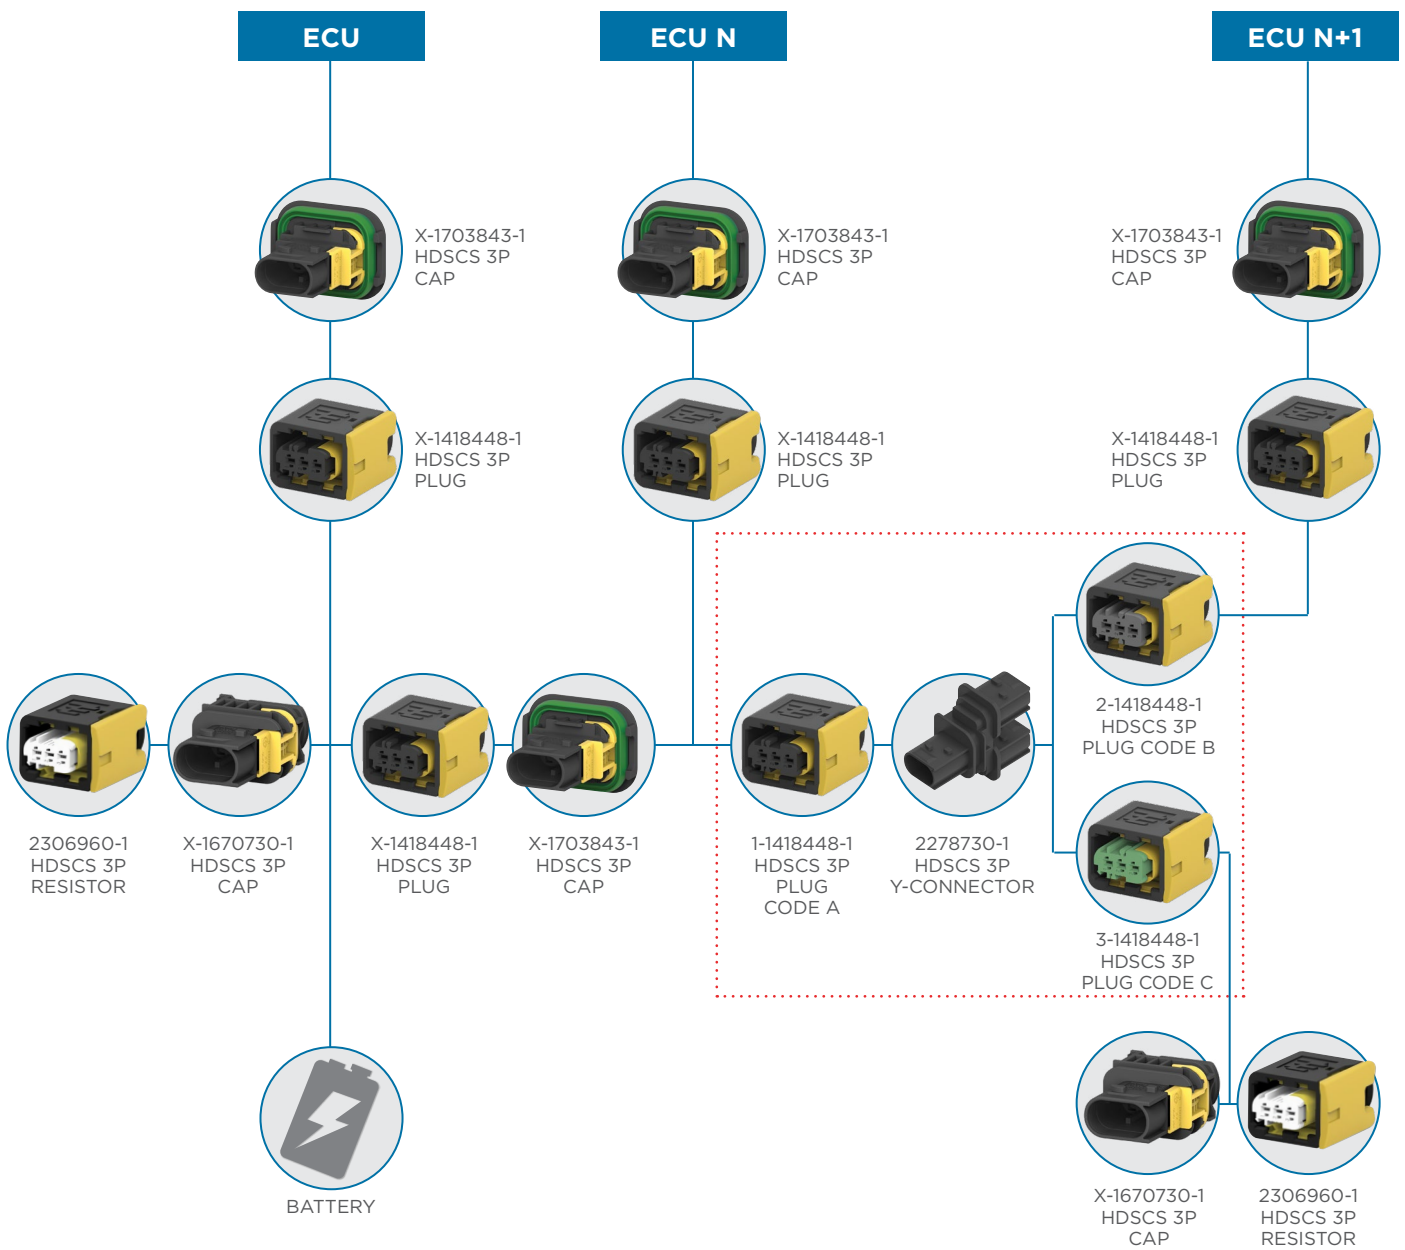 ECU
ECU N
ECU N+1
X-1703843-1
HDSCS 3P
CAP
X-1703843-1
HDSCS 3P
CAP
X-1703843-1
HDSCS 3P
CAP
X-1418448-1
HDSCS 3P
PLUG
X-1418448-1
HDSCS 3P
PLUG
X-1418448-1
HDSCS 3P
PLUG
2-1418448-1
HDSCS 3P
PLUG CODE B
2306960-1
HDSCS 3P
RESISTOR
X-1670730-1
HDSCS 3P
CAP
X-1418448-1
HDSCS 3P
PLUG
X-1703843-1
HDSCS 3P
CAP
1-1418448-1
HDSCS 3P
PLUG
CODE A
2278730-1
HDSCS 3P
Y-CONNECTOR
3-1418448-1
HDSCS 3P
PLUG CODE C
BATTERY
X-1670730-1
HDSCS 3P
CAP
2306960-1
HDSCS 3P
RESISTOR